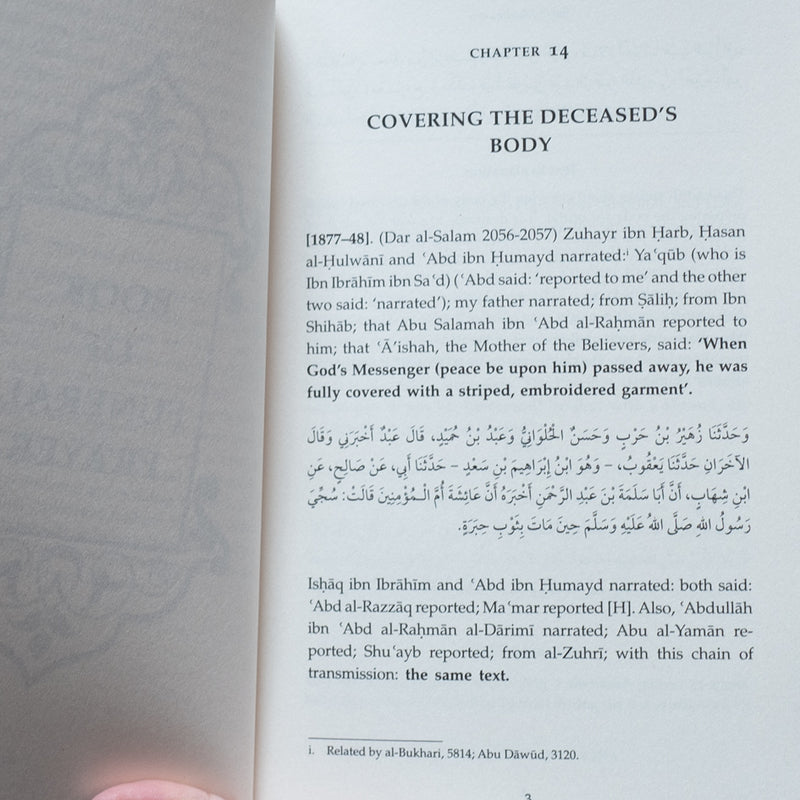 CHAPTER 14
COVERING THE DECEASED'S
BODY
[1877–48]. (Dar al-Salam 2056-2057) Zuhayr ibn Ḥarb, Ḥasan
al-Ḥulwānī and ʿAbd ibn Ḥumayd narrated:ⁱ Yaʿqūb (who is
Ibn Ibrāhīm ibn Saʿd) (ʿAbd said: 'reported to me' and the other
two said: 'narrated'); my father narrated; from Ṣāliḥ; from Ibn
Shihāb; that Abu Salamah ibn ʿAbd al-Raḥmān reported to
him; that ʿĀ'ishah, the Mother of the Believers, said: 'When
God's Messenger (peace be upon him) passed away, he was
fully covered with a striped, embroidered garment'.
وَحَدَّثَنَا زُهَيْرُ بْنُ حَرْبٍ وَحَسَنٌ الْحُلْوَانِيُّ وَعَبْدُ بْنُ حُمَيْدٍ، قَالَ عَبْدٌ أَخْبَرَنِي وَقَالَ
الآخَرَانِ حَدَّثَنَا يَعْقُوبُ، – وَهُوَ ابْنُ إِبْرَاهِيمَ بْنِ سَعْدٍ – حَدَّثَنَا أَبِي، عَنْ صَالِحٍ، عَنِ
ابْنِ شِهَابٍ، أَنَّ أَبَا سَلَمَةَ بْنَ عَبْدِ الرَّحْمَنِ أَخْبَرَهُ أَنَّ عَائِشَةَ أُمَّ الْـمُؤْمِنِينَ قَالَتْ: سُجِّيَ
رَسُولُ اللهِ صَلَّى اللهُ عَلَيْهِ وَسَلَّمَ حِينَ مَاتَ بِثَوْبِ حِبَرَةٍ.
Isḥāq ibn Ibrāhīm and ʿAbd ibn Ḥumayd narrated: both said:
ʿAbd al-Razzāq reported; Maʿmar reported [H]. Also, ʿAbdullāh
ibn ʿAbd al-Raḥmān al-Dārimī narrated; Abu al-Yamān re-
ported; Shuʿayb reported; from al-Zuhrī; with this chain of
transmission: the same text.
i. Related by al-Bukhari, 5814; Abu Dāwūd, 3120.